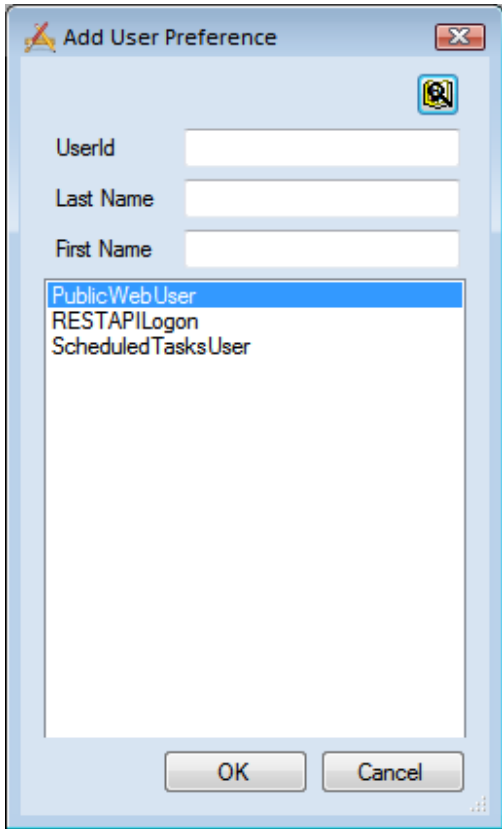 Add User Preference
UserId
Last Name
First Name
PublicWebUser
RESTAPILogon
ScheduledTasksUser
OK
Cancel